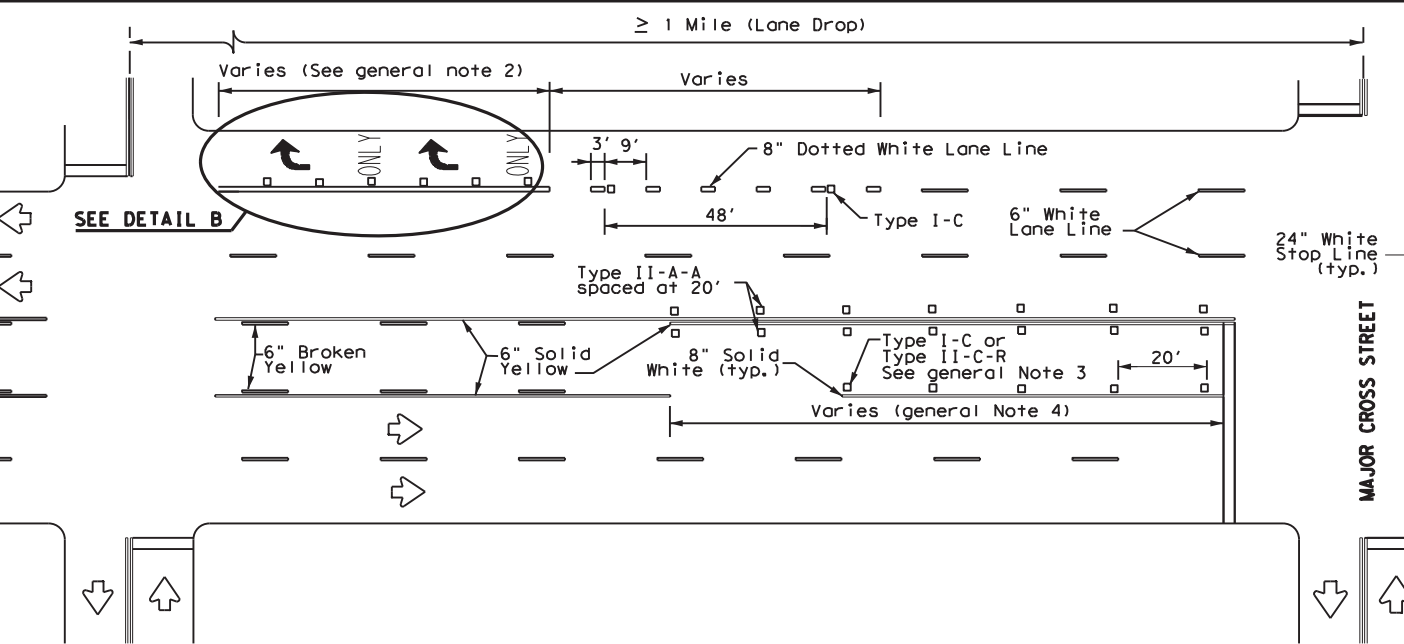 ≥ 1 Mile (Lane Drop)
Varies (See general note 2)
Varies
ONLY
ONLY
3' 9'
8" Dotted White Lane Line
SEE DETAIL B
48'
Type I-C
6" White
Lane Line
24" White
Stop Line
(typ.)
Type II-A-A
spaced at 20'
6" Broken
Yellow
6" Solid
Yellow
8" Solid
White (typ.)
Type I-C or
Type II-C-R
See general Note 3
20'
Varies (general Note 4)
MAJOR CROSS STREET